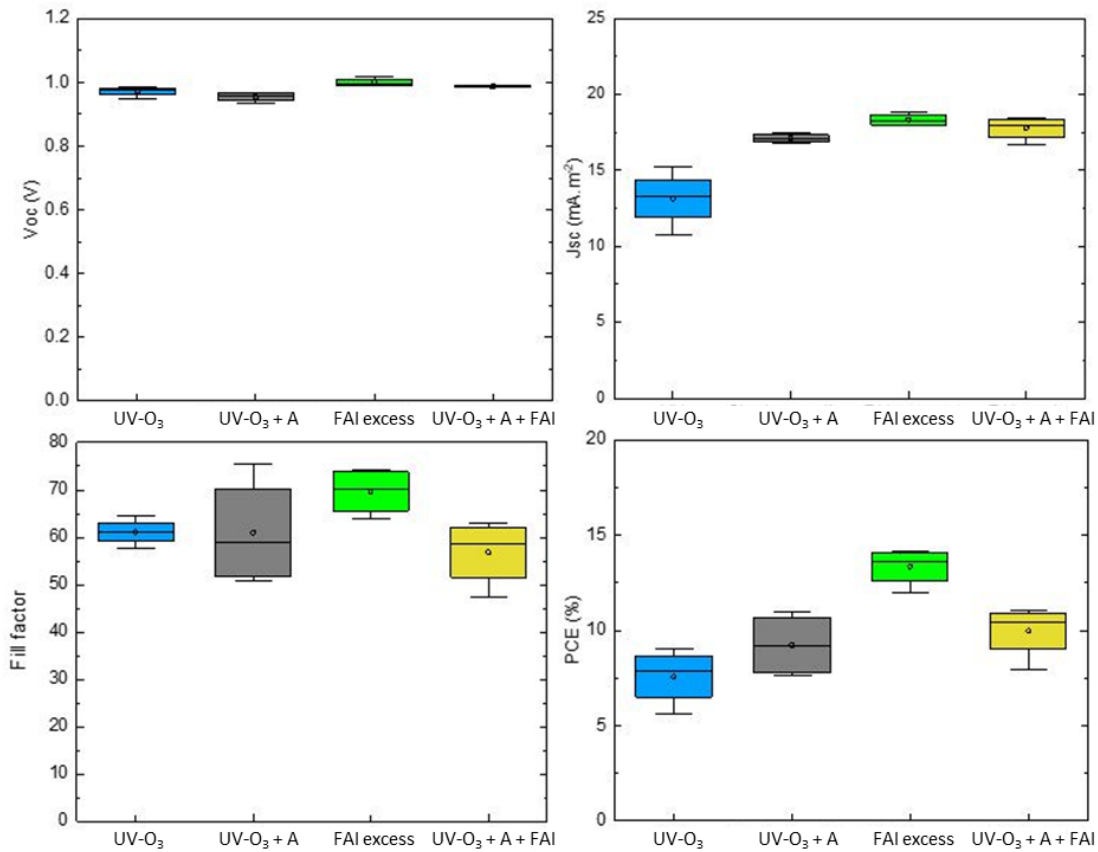 Voc (V)
1.2
1.0
0.8
0.6
0.4
0.2
0.0
UV-O₃
UV-O₃ + A
FAI excess
UV-O₃ + A + FAI
Jsc (mA.m⁻²)
25
20
15
10
5
0
UV-O₃
UV-O₃ + A
FAI excess
UV-O₃ + A + FAI
Fill factor
80
70
60
50
40
30
20
10
0
UV-O₃
UV-O₃ + A
FAI excess
UV-O₃ + A + FAI
PCE (%)
20
15
10
5
0
UV-O₃
UV-O₃ + A
FAI excess
UV-O₃ + A + FAI